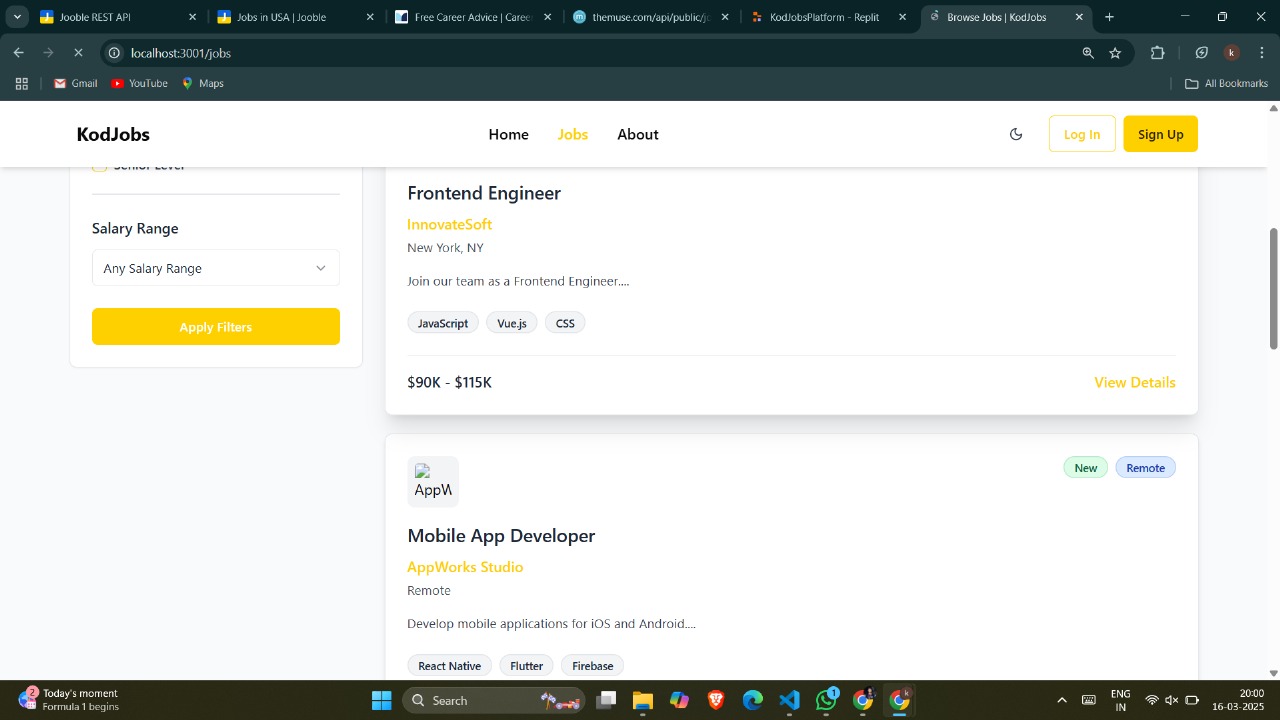 Jooble REST API
Jobs in USA | Jooble
Free Career Advice | Career
themuse.com/api/public/jo
KodJobsPlatform - Replit
Browse Jobs | KodJobs
localhost:3001/jobs
k
Gmail
YouTube
Maps
All Bookmarks
KodJobs
Home
Jobs
About
Log In
Sign Up
Senior Level
Salary Range
Any Salary Range
Apply Filters
Frontend Engineer
InnovateSoft
New York, NY
Join our team as a Frontend Engineer....
JavaScript
Vue.js
CSS
$90K - $115K
View Details
AppW
New
Remote
Mobile App Developer
AppWorks Studio
Remote
Develop mobile applications for iOS and Android....
React Native
Flutter
Firebase
2
Today's moment
Formula 1 begins
Search
1
k
ENG
IN
20:00
16-03-2025